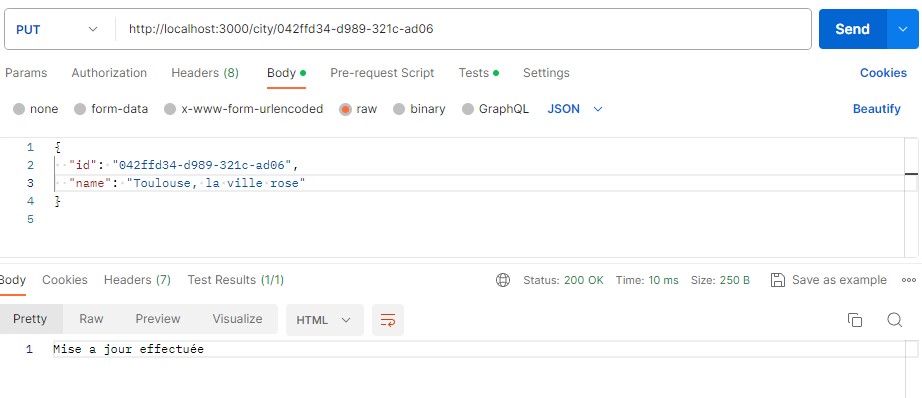 PUT http://localhost:3000/city/042ffd34-d989-321c-ad06 Send
Params Authorization Headers (8) Body Pre-request Script Tests Settings Cookies
none form-data x-www-form-urlencoded raw binary GraphQL JSON Beautify
1 {
2 "id": "042ffd34-d989-321c-ad06",
3 "name": "Toulouse, la ville rose"
4 }
5
Body Cookies Headers (7) Test Results (1/1) Status: 200 OK Time: 10 ms Size: 250 B Save as example
Pretty Raw Preview Visualize HTML
1 Mise a jour effectuée